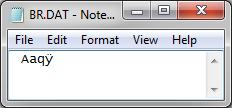 BR.DAT - Note...
File Edit Format View Help
Aaqÿ